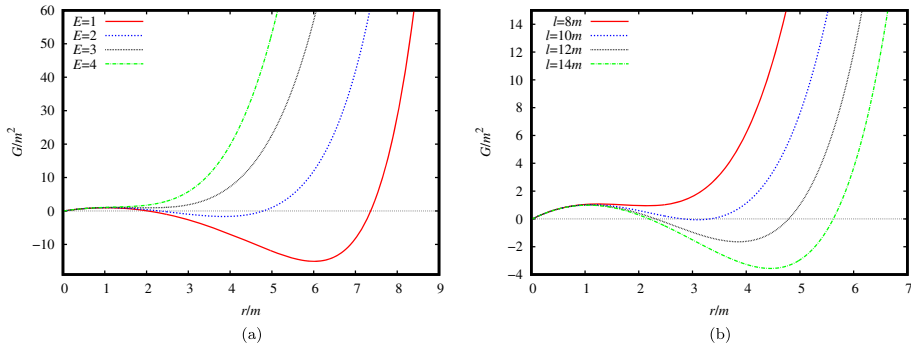 E=1
E=2
E=3
E=4
60
50
40
30
20
10
0
−10
G/m²
0 1 2 3 4 5 6 7 8 9
r/m
(a)
l=8m
l=10m
l=12m
l=14m
14
12
10
8
6
4
2
0
−2
−4
G/m²
0 1 2 3 4 5 6 7
r/m
(b)